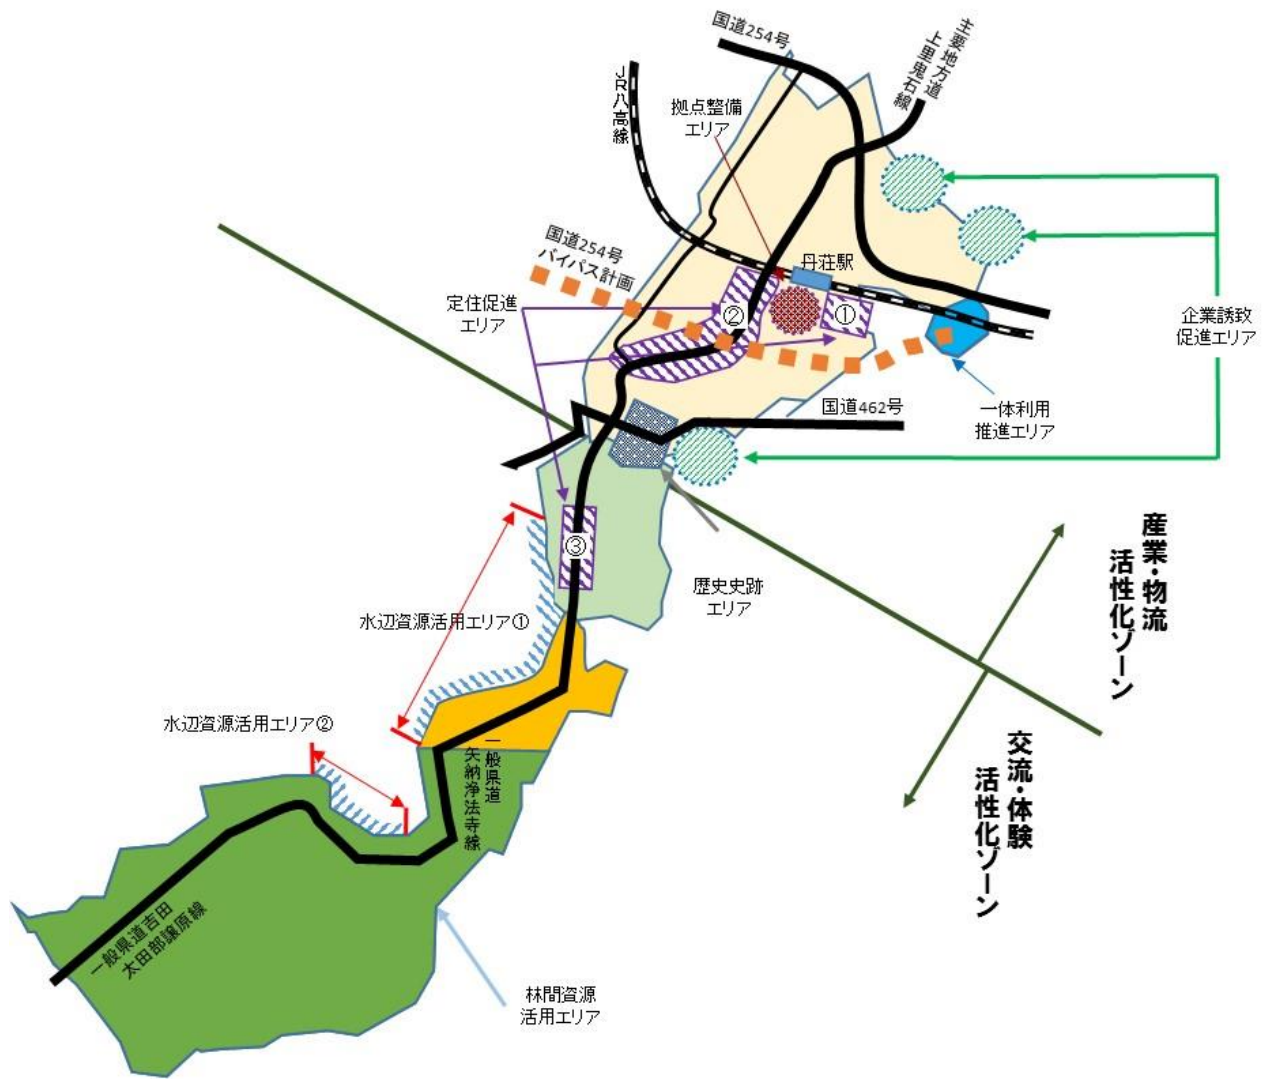 国道254号
主要地方道
上里鬼石線
JR八高線
拠点整備
エリア
国道254号
バイパス計画
丹荘駅
定住促進
エリア
②
①
企業誘致
促進エリア
国道462号
一体利用
推進エリア
③
歴史史跡
エリア
産業・物流
活性化ゾーン
水辺資源活用エリア①
水辺資源活用エリア②
一般県道
矢納浄法寺線
交流・体験
活性化ゾーン
一般県道吉田
太田部譲原線
林間資源
活用エリア